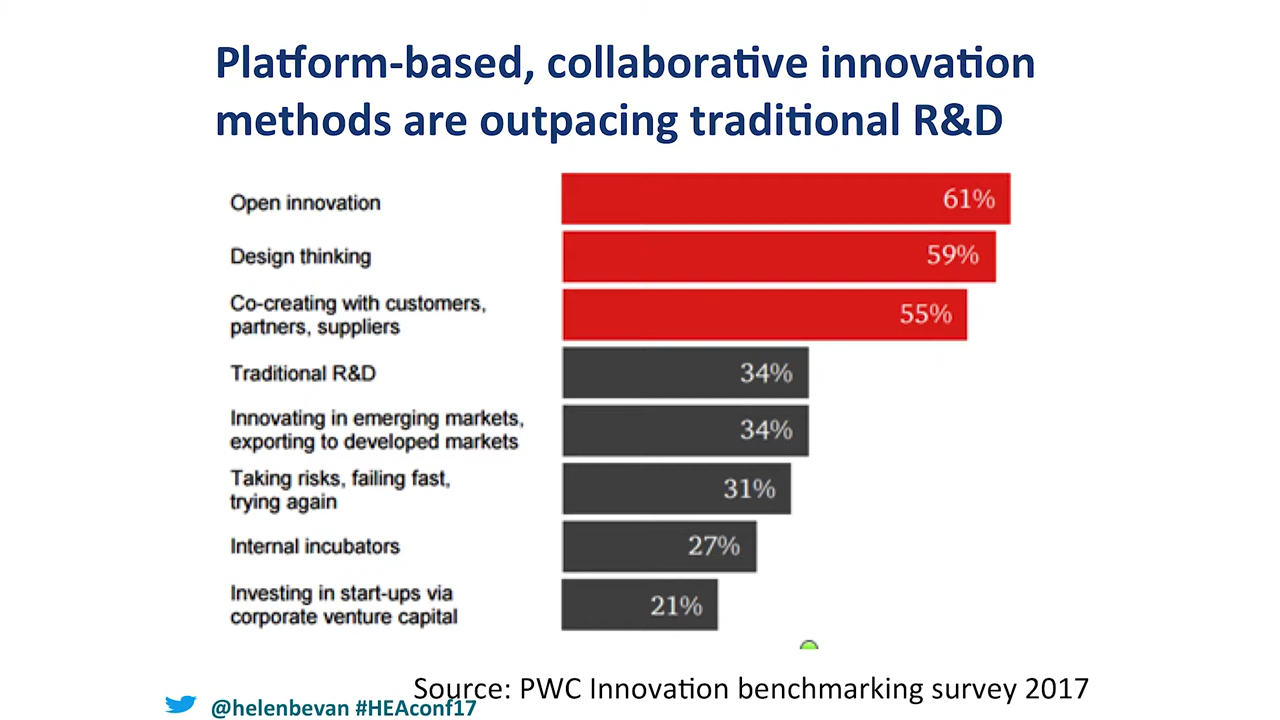 Platform-based, collaborative innovation
methods are outpacing traditional R&D
Open innovation
61%
Design thinking
59%
Co-creating with customers,
partners, suppliers
55%
Traditional R&D
34%
Innovating in emerging markets,
exporting to developed markets
34%
Taking risks, failing fast,
trying again
31%
Internal incubators
27%
Investing in start-ups via
corporate venture capital
21%
Source: PWC Innovation benchmarking survey 2017
@helenbevan #HEAconf17